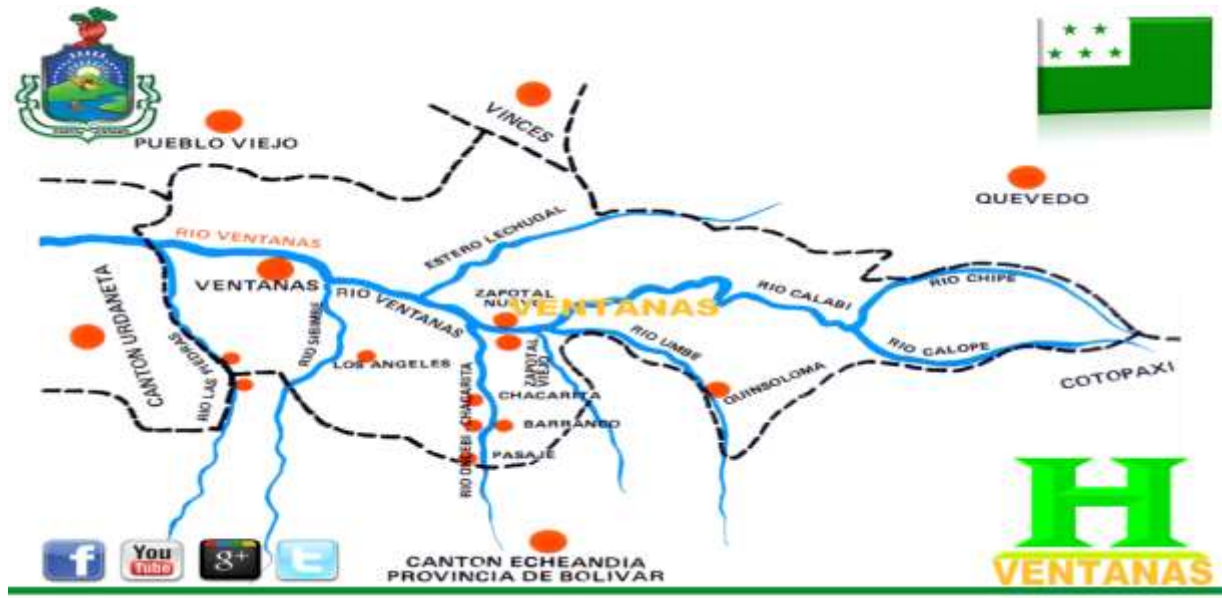 PUEBLO VIEJO
VINCES
QUEVEDO
RIO VENTANAS
ESTERO LECHUGAL
CANTON URDANETA
VENTANAS
RIO VENTANAS
ZAPOTAL
NUEVO
VENTANAS
RIO CALABI
RIO CHIPE
RIO SIBIMBE
RIO LAS PIEDRAS
LOS ANGELES
ZAPOTAL
VIEJO
RIO UMBE
RIO CALOPE
COTOPAXI
QUINSOLOMA
CHACARITA
BARRANCO
PASAJE
CHACARITA
RIO
CANTON ECHEANDIA
PROVINCIA DE BOLIVAR
f
You
Tube
g+
t
H
VENTANAS